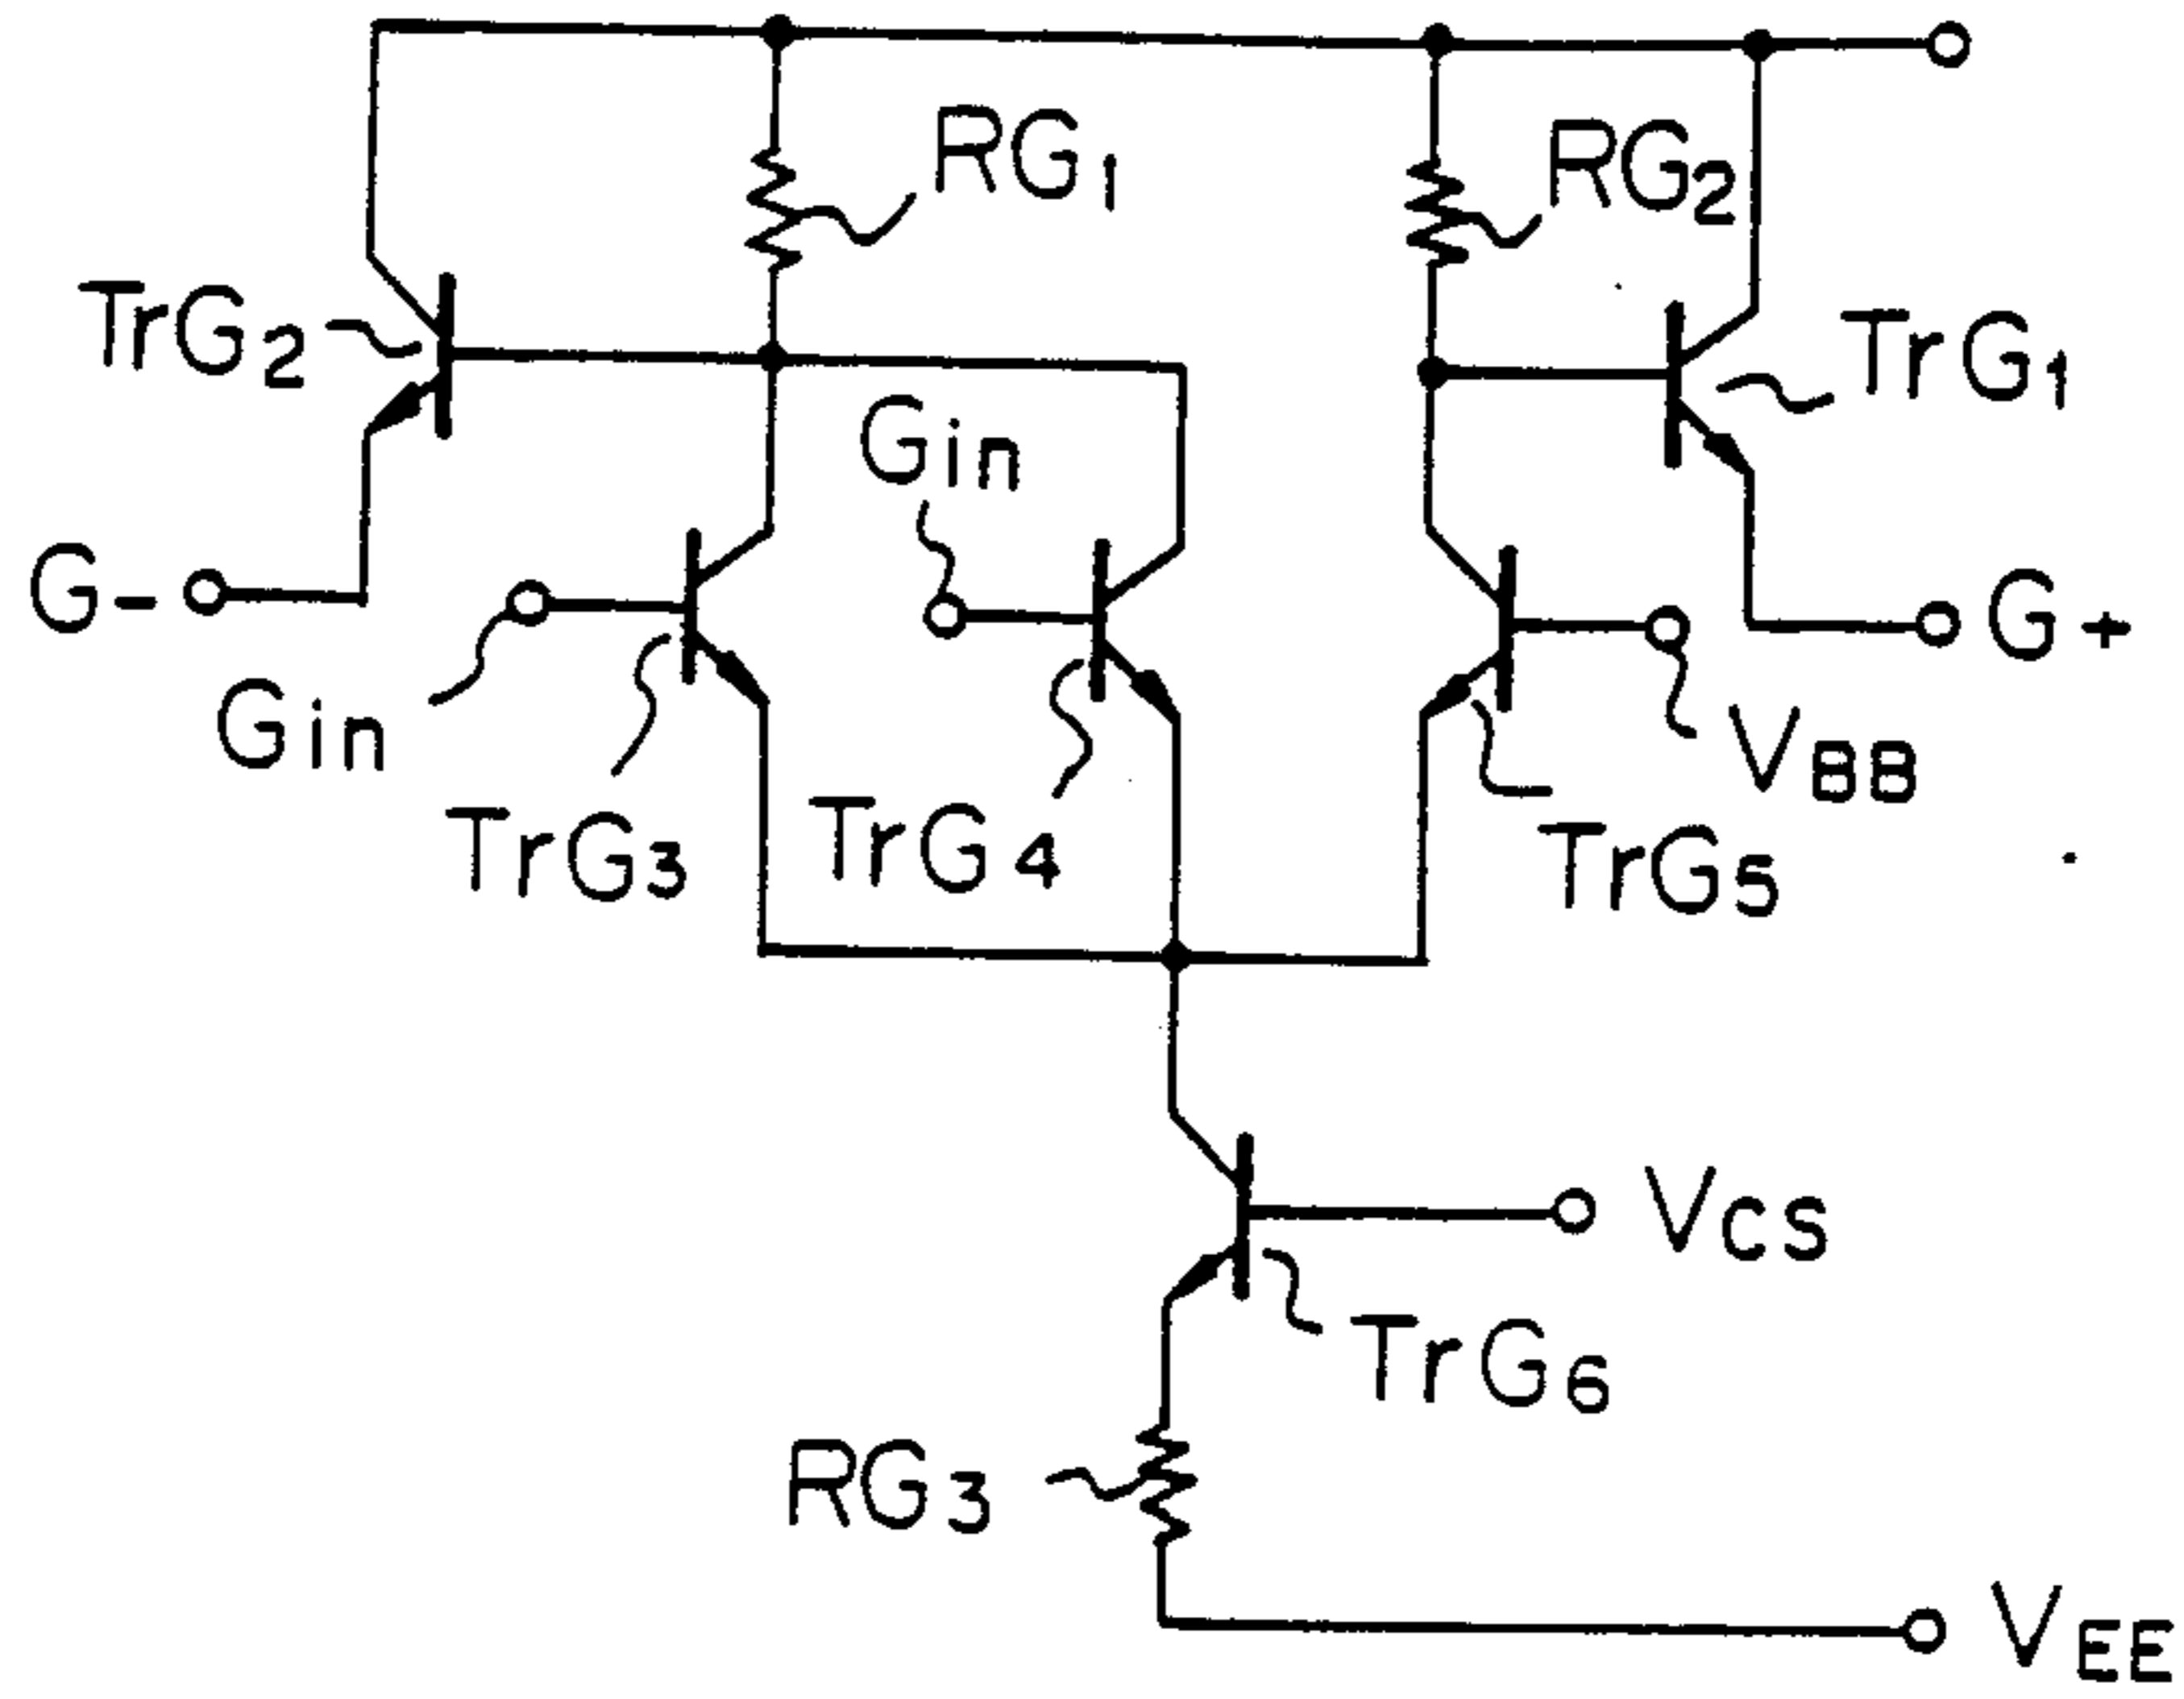 RG1
RG2
TrG2
TrG1
Gin
G-
G+
Gin
VBB
TrG3
TrG4
TrG5
VCS
TrG6
RG3
VEE